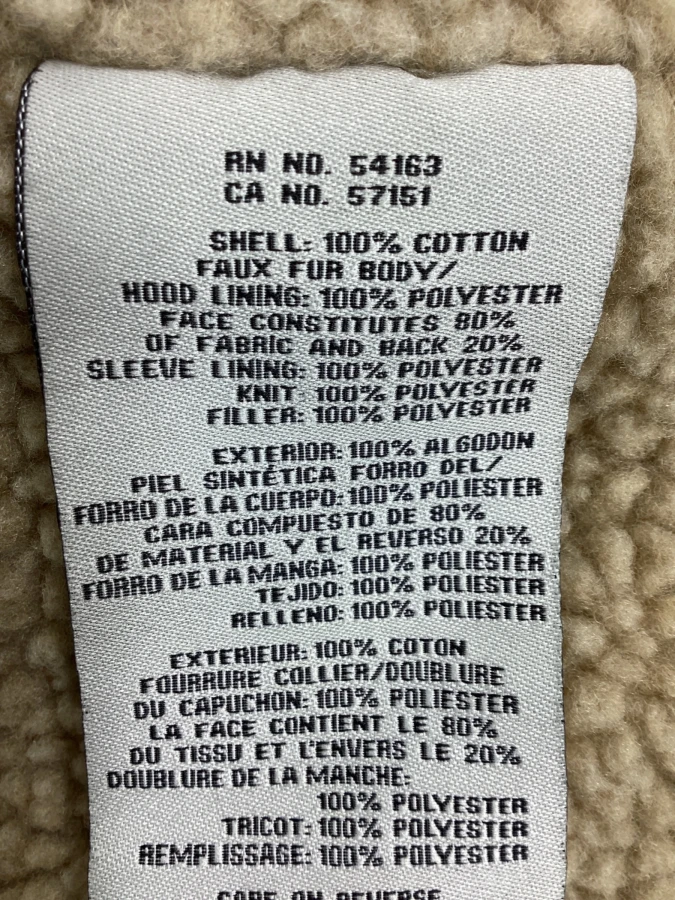 RN NO. 54163
CA NO. 57151
SHELL: 100% COTTON
FAUX FUR BODY/
HOOD LINING: 100% POLYESTER
FACE CONSTITUTES 80%
OF FABRIC AND BACK 20%
SLEEVE LINING: 100% POLYESTER
KNIT: 100% POLYESTER
FILLER: 100% POLYESTER
EXTERIOR: 100% ALGODON
PIEL SINTÉTICA FORRO DEL/
FORRO DE LA CUERPO: 100% POLIESTER
CARA COMPUESTO DE 80%
DE MATERIAL Y EL REVERSO 20%
FORRO DE LA MANGA: 100% POLIESTER
TEJIDO: 100% POLIESTER
RELLENO: 100% POLIESTER
EXTERIEUR: 100% COTON
FOURRURE COLLIER/DOUBLURE
DU CAPUCHON: 100% POLIESTER
LA FACE CONTIENT LE 80%
DU TISSU ET L'ENVERS LE 20%
DOUBLURE DE LA MANCHE:
100% POLYESTER
TRICOT: 100% POLYESTER
REMPLISSAGE: 100% POLYESTER
CARE ON REVERSE